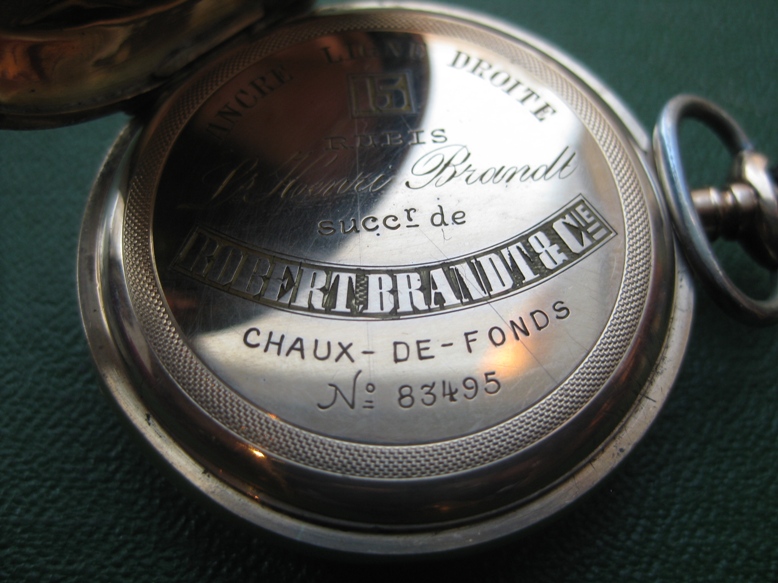 ANCRE LIGNE DROITE
15
RUBIS
Henri Brandt
succr de
ROBERT BRANDT & CIE
CHAUX-DE-FONDS
No 83495